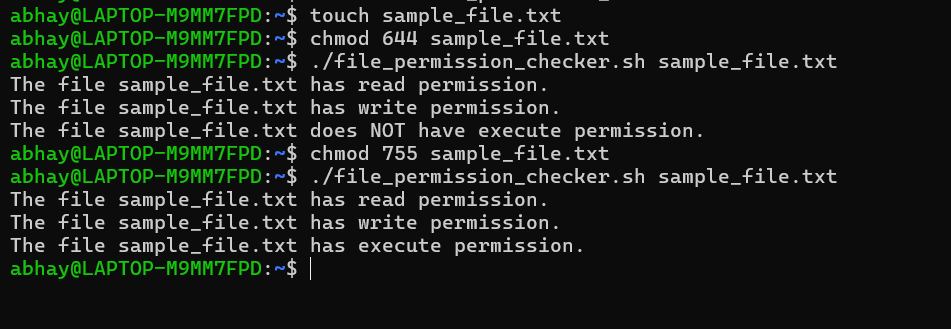 abhay@LAPTOP-M9MM7FPD:~$ touch sample_file.txt
abhay@LAPTOP-M9MM7FPD:~$ chmod 644 sample_file.txt
abhay@LAPTOP-M9MM7FPD:~$ ./file_permission_checker.sh sample_file.txt
The file sample_file.txt has read permission.
The file sample_file.txt has write permission.
The file sample_file.txt does NOT have execute permission.
abhay@LAPTOP-M9MM7FPD:~$ chmod 755 sample_file.txt
abhay@LAPTOP-M9MM7FPD:~$ ./file_permission_checker.sh sample_file.txt
The file sample_file.txt has read permission.
The file sample_file.txt has write permission.
The file sample_file.txt has execute permission.
abhay@LAPTOP-M9MM7FPD:~$